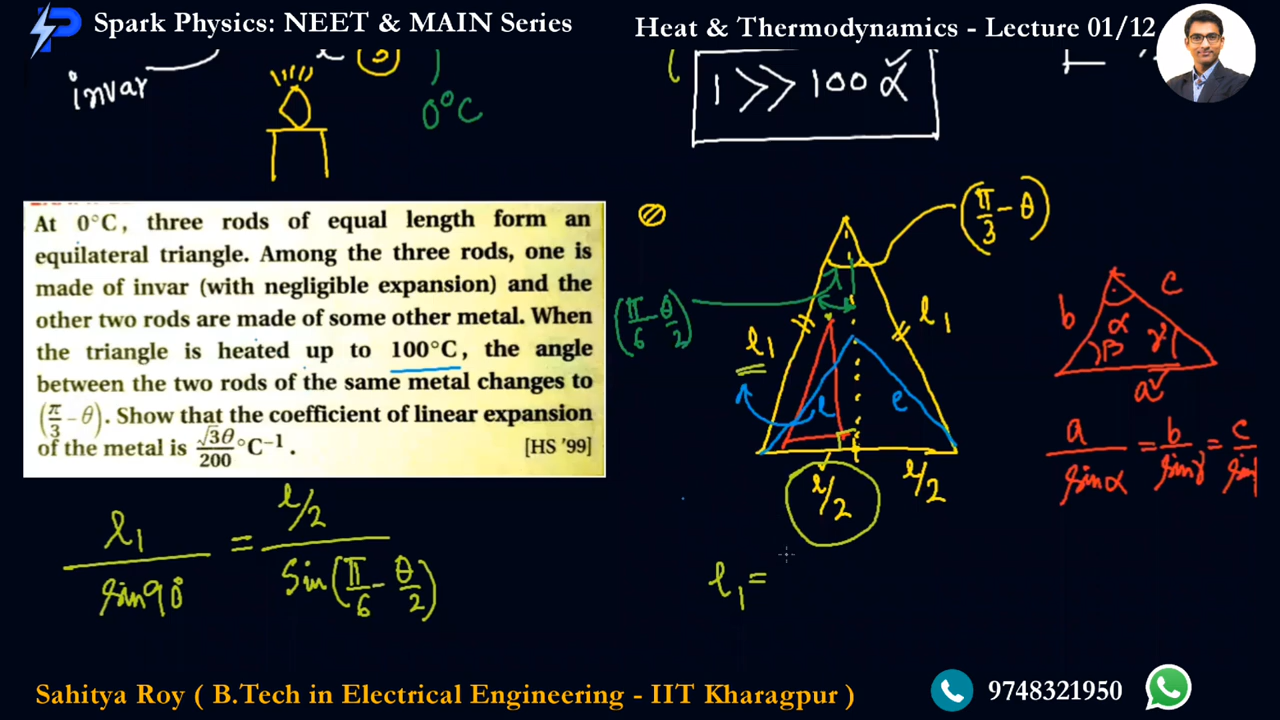 Spark Physics: NEET & MAIN Series
Heat & Thermodynamics - Lecture 01/12
invar
0°C
1 >> 100 α
At 0°C, three rods of equal length form an
equilateral triangle. Among the three rods, one is
made of invar (with negligible expansion) and the
other two rods are made of some other metal. When
the triangle is heated up to 100°C, the angle
between the two rods of the same metal changes to
(π/3 - θ). Show that the coefficient of linear expansion
of the metal is √3θ/200 °C⁻¹. [HS '99]
(π/3 - θ)
(π/6 - θ/2)
l₁
l₁
l
l
l/2
l/2
b
c
α
β
γ
a
a/sinα = b/sinγ = c/sin
l₁/sin90° = l/2/sin(π/6 - θ/2)
l₁ =
Sahitya Roy ( B.Tech in Electrical Engineering - IIT Kharagpur )
9748321950